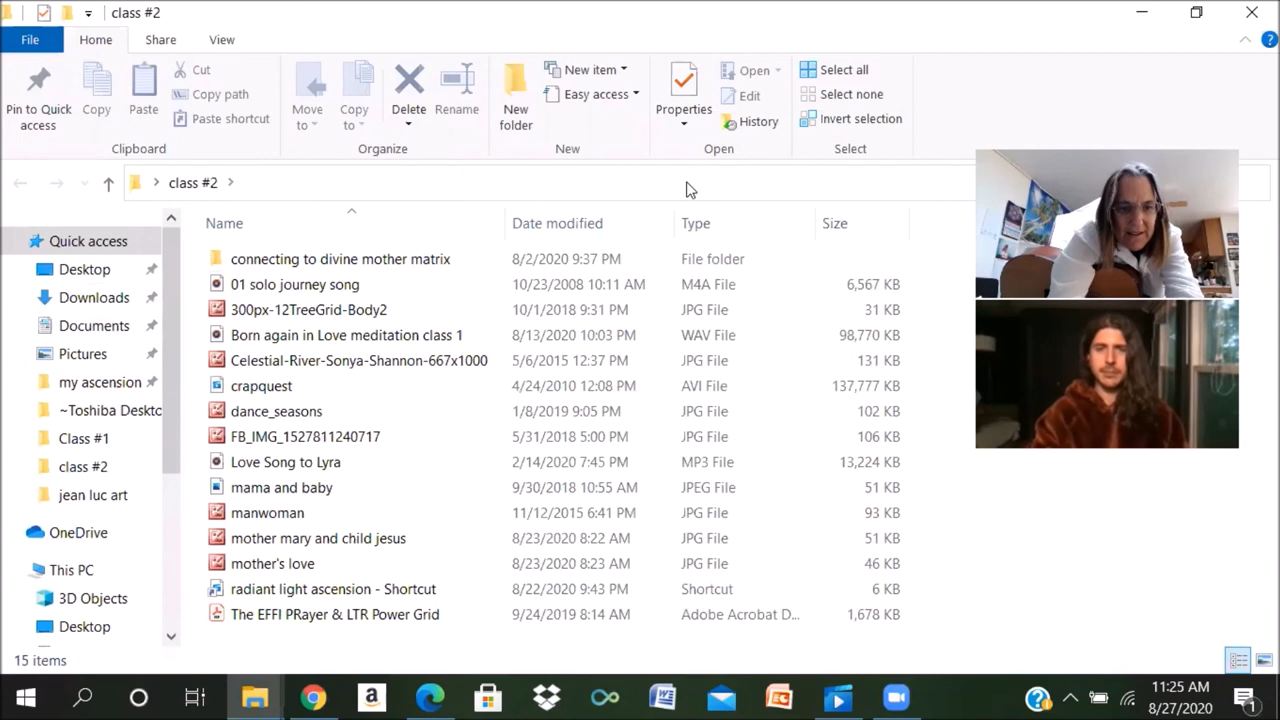 class #2
File Home Share View
Pin to Quick access
Copy
Paste
Cut
Copy path
Paste shortcut
Clipboard
Move to
Copy to
Delete
Rename
Organize
New folder
New item
Easy access
New
Properties
Open
Edit
History
Open
Select all
Select none
Invert selection
Select
class #2
Name Date modified Type Size
connecting to divine mother matrix 8/2/2020 9:37 PM File folder
01 solo journey song 10/23/2008 10:11 AM M4A File 6,567 KB
300px-12TreeGrid-Body2 10/1/2018 9:31 PM JPG File 31 KB
Born again in Love meditation class 1 8/13/2020 10:03 PM WAV File 98,770 KB
Celestial-River-Sonya-Shannon-667x1000 5/6/2015 12:37 PM JPG File 131 KB
crapquest 4/24/2010 12:08 PM AVI File 137,777 KB
dance_seasons 1/8/2019 9:05 PM JPG File 102 KB
FB_IMG_1527811240717 5/31/2018 5:00 PM JPG File 106 KB
Love Song to Lyra 2/14/2020 7:45 PM MP3 File 13,224 KB
mama and baby 9/30/2018 10:55 AM JPEG File 51 KB
manwoman 11/12/2015 6:41 PM JPG File 93 KB
mother mary and child jesus 8/23/2020 8:22 AM JPG File 51 KB
mother's love 8/23/2020 8:23 AM JPG File 46 KB
radiant light ascension - Shortcut 8/22/2020 9:43 PM Shortcut 6 KB
The EFFI PRayer & LTR Power Grid 9/24/2019 8:14 AM Adobe Acrobat D... 1,678 KB
Quick access
Desktop
Downloads
Documents
Pictures
my ascension
~Toshiba Deskto
Class #1
class #2
jean luc art
OneDrive
This PC
3D Objects
Desktop
15 items
11:25 AM
8/27/2020
1